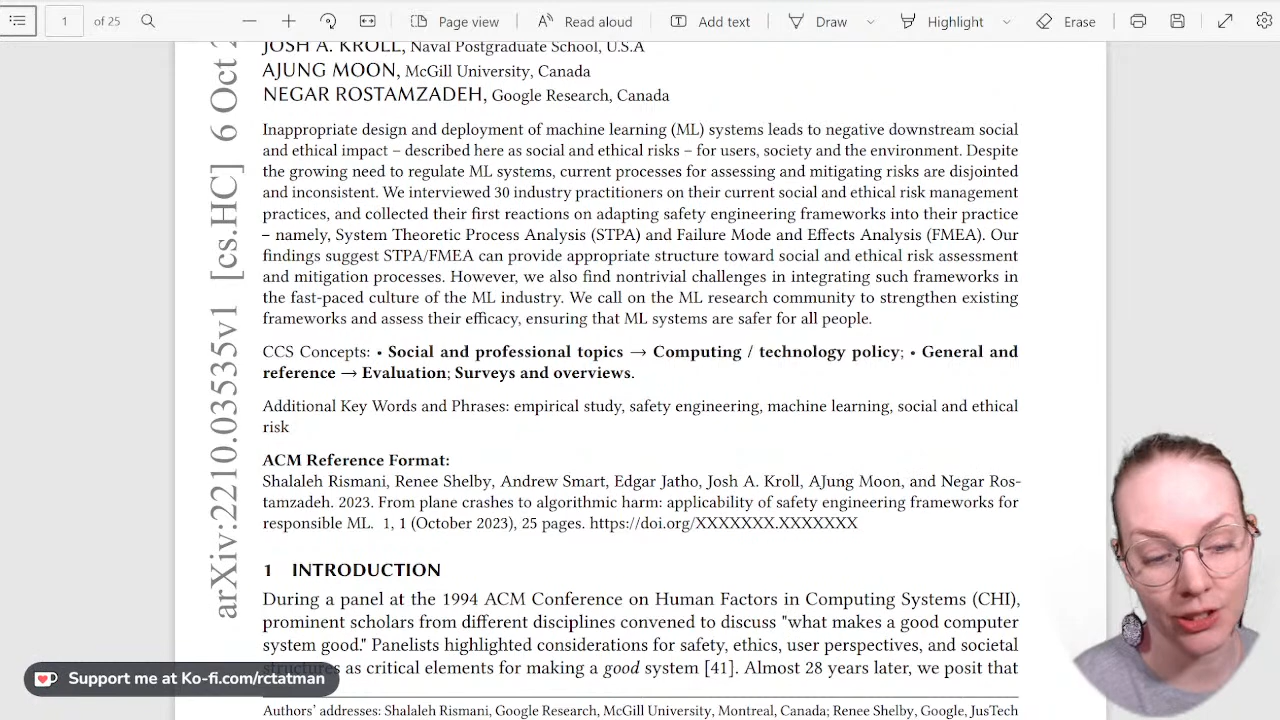 1 of 25
Page view
Read aloud
Add text
Draw
Highlight
Erase
JOSH A. KROLL, Naval Postgraduate School, U.S.A
AJUNG MOON, McGill University, Canada
NEGAR ROSTAMZADEH, Google Research, Canada
Inappropriate design and deployment of machine learning (ML) systems leads to negative downstream social
and ethical impact – described here as social and ethical risks – for users, society and the environment. Despite
the growing need to regulate ML systems, current processes for assessing and mitigating risks are disjointed
and inconsistent. We interviewed 30 industry practitioners on their current social and ethical risk management
practices, and collected their first reactions on adapting safety engineering frameworks into their practice
– namely, System Theoretic Process Analysis (STPA) and Failure Mode and Effects Analysis (FMEA). Our
findings suggest STPA/FMEA can provide appropriate structure toward social and ethical risk assessment
and mitigation processes. However, we also find nontrivial challenges in integrating such frameworks in
the fast-paced culture of the ML industry. We call on the ML research community to strengthen existing
frameworks and assess their efficacy, ensuring that ML systems are safer for all people.
CCS Concepts: • Social and professional topics → Computing / technology policy; • General and
reference → Evaluation; Surveys and overviews.
Additional Key Words and Phrases: empirical study, safety engineering, machine learning, social and ethical
risk
ACM Reference Format:
Shalaleh Rismani, Renee Shelby, Andrew Smart, Edgar Jatho, Josh A. Kroll, AJung Moon, and Negar Ros-
tamzadeh. 2023. From plane crashes to algorithmic harm: applicability of safety engineering frameworks for
responsible ML. 1, 1 (October 2023), 25 pages. https://doi.org/XXXXXXX.XXXXXXX
1 INTRODUCTION
During a panel at the 1994 ACM Conference on Human Factors in Computing Systems (CHI),
prominent scholars from different disciplines convened to discuss "what makes a good computer
system good." Panelists highlighted considerations for safety, ethics, user perspectives, and societal
structures as critical elements for making a good system [41]. Almost 28 years later, we posit that
Authors' addresses: Shalaleh Rismani, Google Research, McGill University, Montreal, Canada; Renee Shelby, Google, JusTech
arXiv:2210.03535v1 [cs.HC] 6 Oct
Support me at Ko-fi.com/rctatman